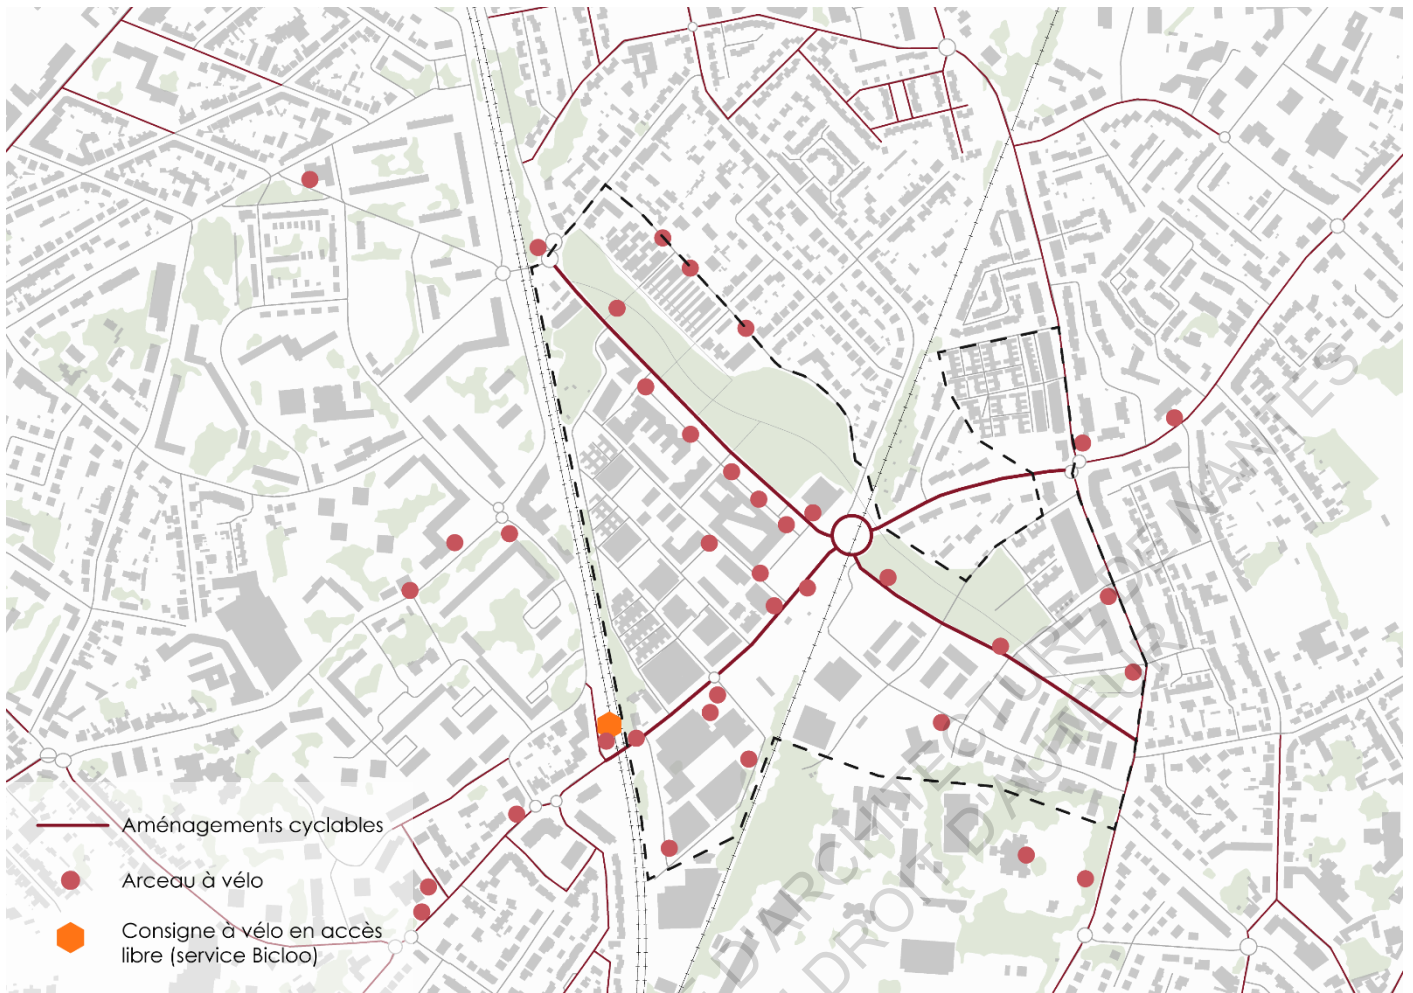 Aménagements cyclables
Arceau à vélo
Consigne à vélo en accès
libre (service Bicloo)